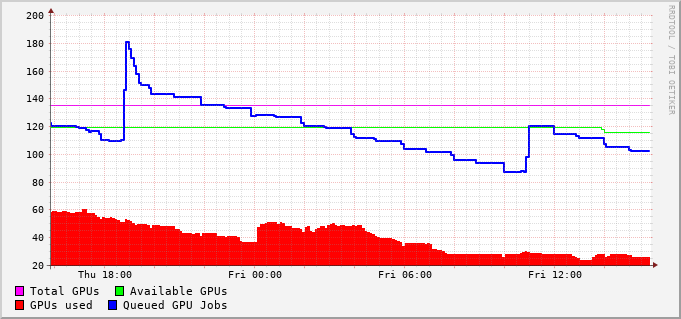 200
180
160
140
120
100
80
60
40
20
Thu 18:00 Fri 00:00 Fri 06:00 Fri 12:00
Total GPUs Available GPUs
GPUs used Queued GPU Jobs
RRDTOOL / TOBI OETIKER